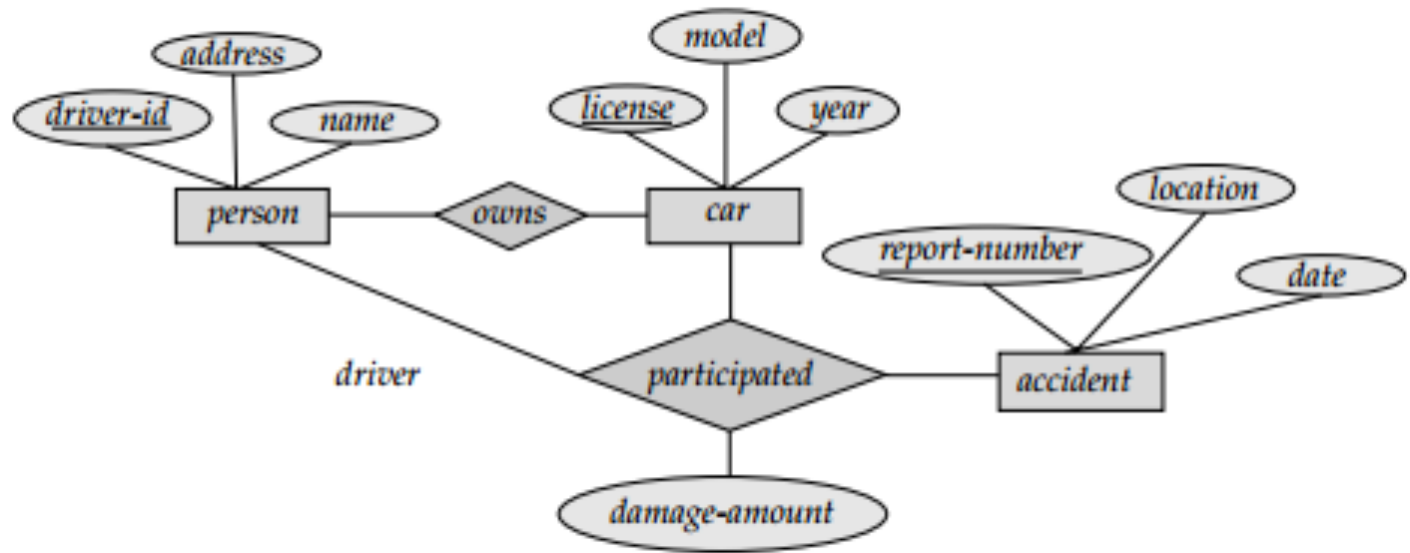 address
driver-id
name
model
license
year
person
owns
car
location
report-number
date
driver
participated
accident
damage-amount